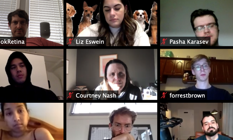 okRetina
Liz Eswein
Pasha Karasev
Courtney Nash
forrestbrown